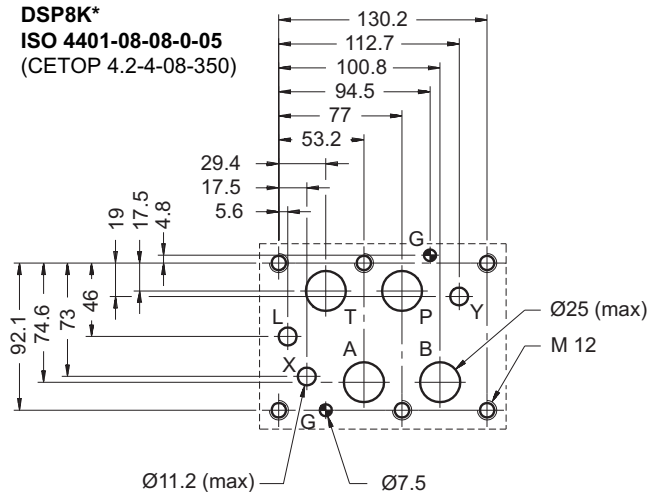 DSP8K*
ISO 4401-08-08-0-05
(CETOP 4.2-4-08-350)
130.2
112.7
100.8
94.5
77
53.2
29.4
17.5
5.6
19
17.5
4.8
92.1
74.6
73
46
G
T
P
Y
L
Ø25 (max)
A
B
M 12
X
G
Ø11.2 (max)
Ø7.5